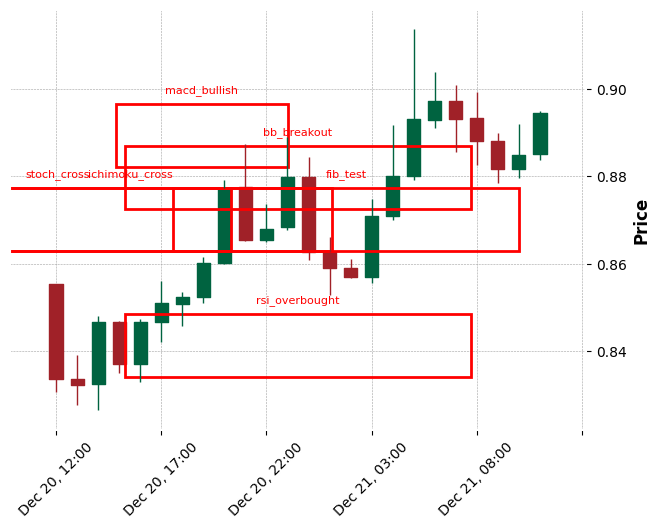 macd_bullish
0.90
bb_breakout
stoch_cross
ichimoku_cross
fib_test
0.88
Price
0.86
rsi_overbought
0.84
Dec 20, 12:00
Dec 20, 17:00
Dec 20, 22:00
Dec 21, 03:00
Dec 21, 08:00